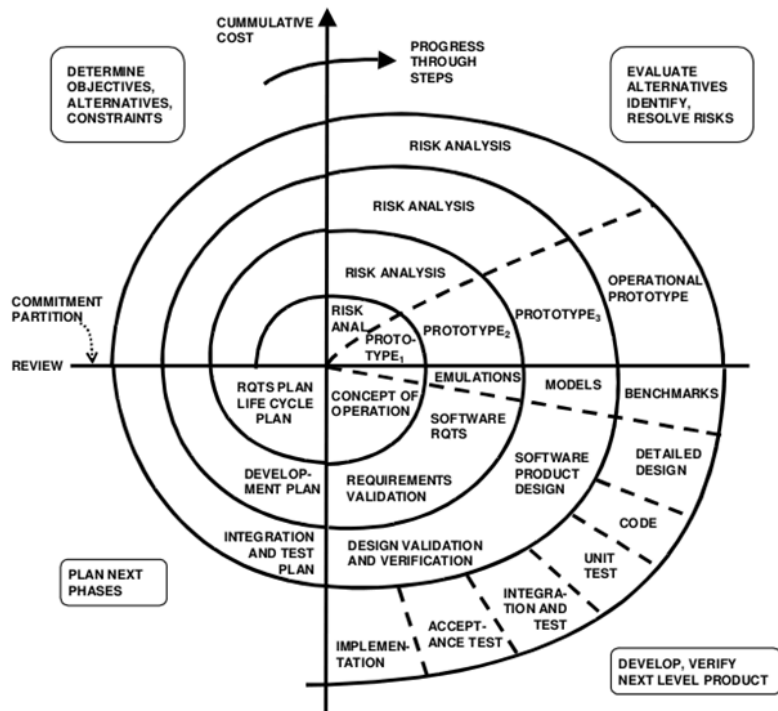 CUMMULATIVE
COST
PROGRESS
THROUGH
STEPS
DETERMINE
OBJECTIVES,
ALTERNATIVES,
CONSTRAINTS
EVALUATE
ALTERNATIVES
IDENTIFY,
RESOLVE RISKS
RISK ANALYSIS
RISK ANALYSIS
RISK ANALYSIS
RISK
ANAL.
PROTO-
TYPE1
PROTOTYPE2
PROTOTYPE3
OPERATIONAL
PROTOTYPE
COMMITMENT
PARTITION
REVIEW
EMULATIONS
MODELS
BENCHMARKS
RQTS PLAN
LIFE CYCLE
PLAN
CONCEPT OF
OPERATION
SOFTWARE
RQTS
SOFTWARE
PRODUCT
DESIGN
DETAILED
DESIGN
DEVELOP-
MENT PLAN
REQUIREMENTS
VALIDATION
CODE
UNIT
TEST
INTEGRATION
AND TEST
PLAN
DESIGN VALIDATION
AND VERIFICATION
INTEGRA-
TION AND
TEST
ACCEPT-
ANCE TEST
IMPLEMEN-
TATION
PLAN NEXT
PHASES
DEVELOP, VERIFY
NEXT LEVEL PRODUCT